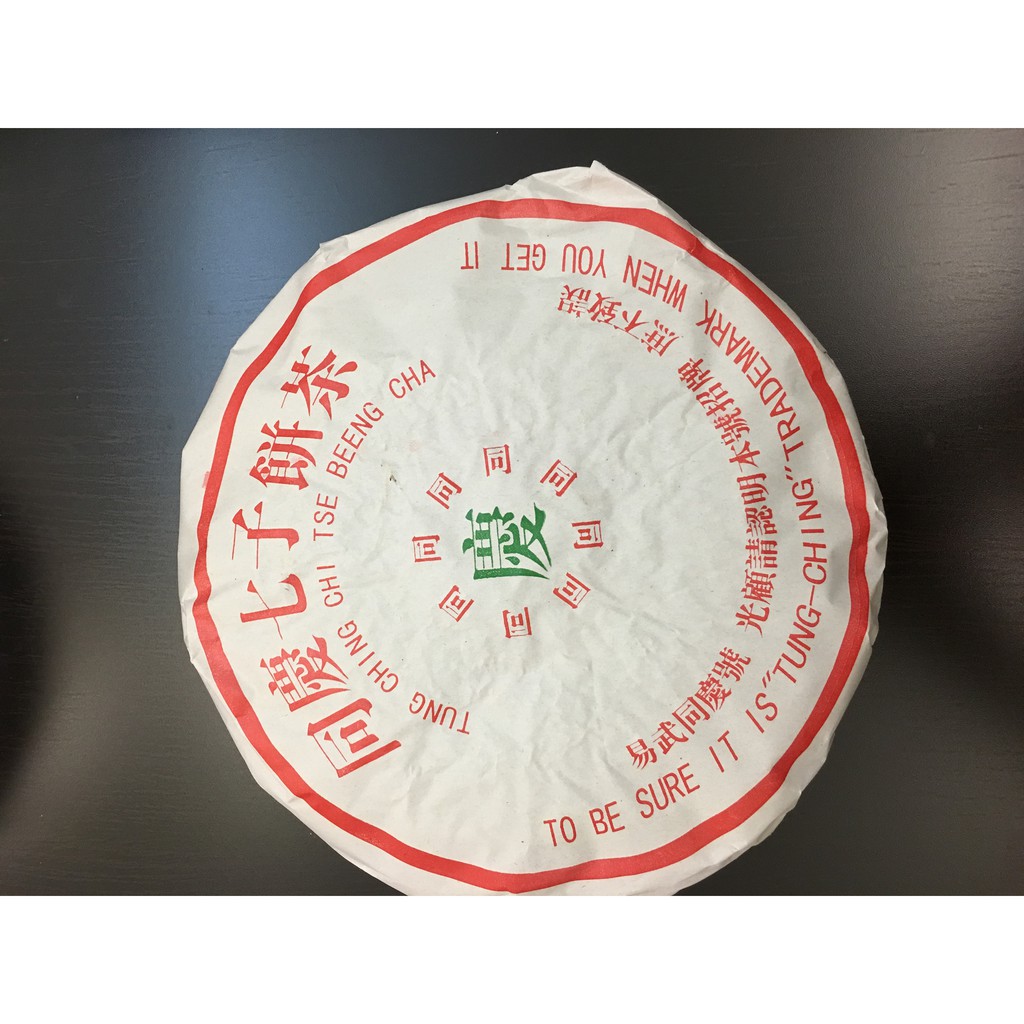 同慶七子餅茶
TUNG CHING CHI TSE BEENG CHA
同
同
同
同
同
同
同
同
慶
易武同慶號 光顧請認明本號招牌 庶不致誤
TO BE SURE IT IS "TUNG-CHING" TRADEMARK WHEN YOU GET IT